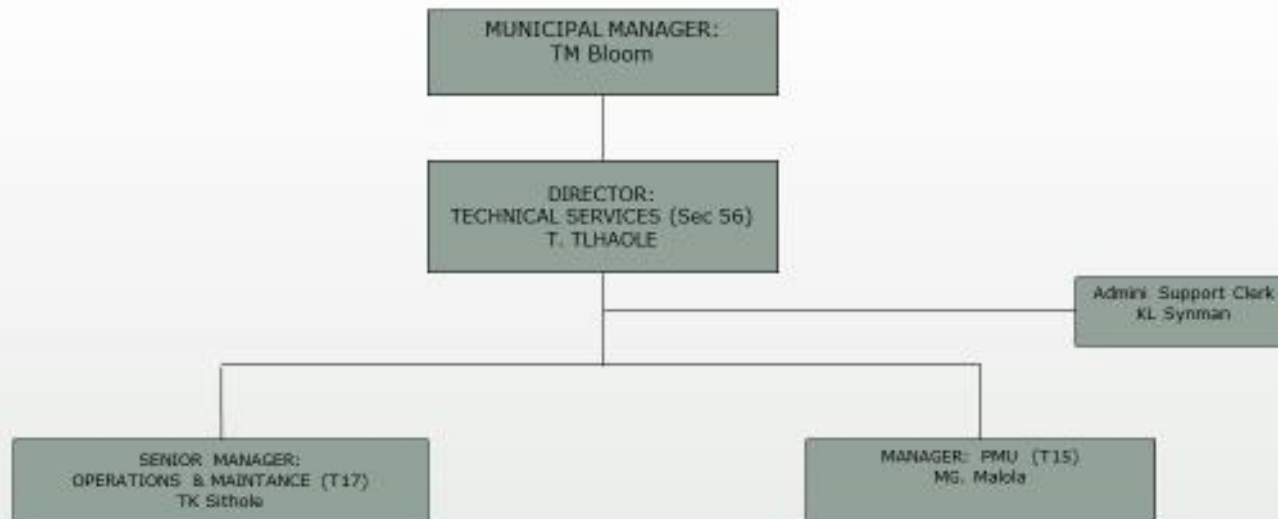 MUNICIPAL MANAGER:
TM Bloom
DIRECTOR:
TECHNICAL SERVICES (Sec 56)
T. TLHAOLE
Admini Support Clerk
KL Synman
SENIOR MANAGER:
OPERATIONS & MAINTANCE (T17)
TK Sithole
MANAGER: PMU (T15)
MG. Malola